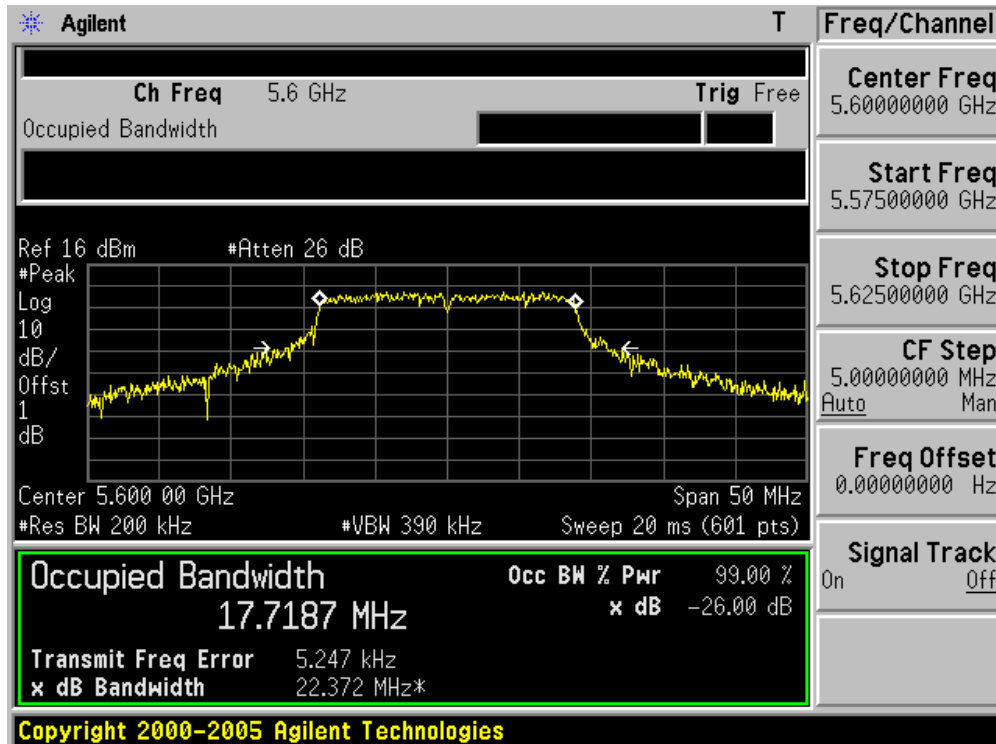 Agilent T
Ch Freq 5.6 GHz Trig Free
Occupied Bandwidth
Ref 16 dBm #Atten 26 dB
#Peak
Log
10
dB/
Offst
1
dB
Center 5.600 00 GHz Span 50 MHz
#Res BW 200 kHz #VBW 390 kHz Sweep 20 ms (601 pts)
Occupied Bandwidth
17.7187 MHz
Occ BW % Pwr 99.00 %
x dB -26.00 dB
Transmit Freq Error 5.247 kHz
x dB Bandwidth 22.372 MHz*
Copyright 2000-2005 Agilent Technologies
Freq/Channel
Center Freq
5.60000000 GHz
Start Freq
5.57500000 GHz
Stop Freq
5.62500000 GHz
CF Step
5.00000000 MHz
Auto Man
Freq Offset
0.00000000 Hz
Signal Track
On Off